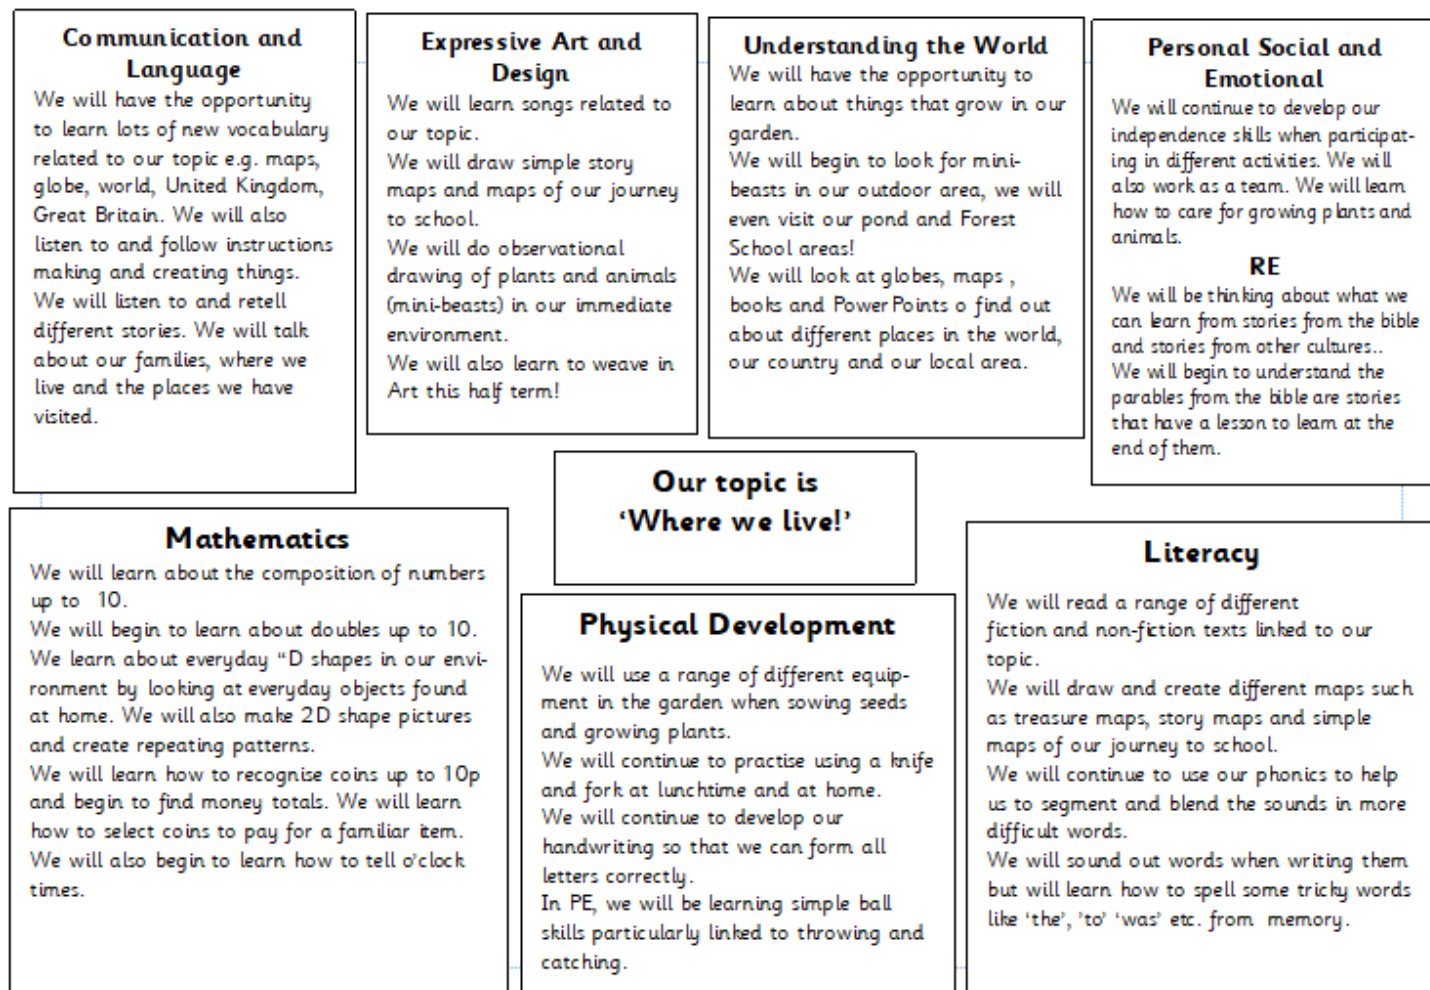 Communication and
Language
We will have the opportunity
to learn lots of new vocabulary
related to our topic e.g. maps,
globe, world, United Kingdom,
Great Britain. We will also
listen to and follow instructions
making and creating things.
We will listen to and retell
different stories. We will talk
about our families, where we
live and the places we have
visited.
Expressive Art and
Design
We will learn songs related to
our topic.
We will draw simple story
maps and maps of our journey
to school.
We will do observational
drawing of plants and animals
(mini-beasts) in our immediate
environment.
We will also learn to weave in
Art this half term!
Understanding the World
We will have the opportunity to
learn about things that grow in our
garden.
We will begin to look for mini-
beasts in our outdoor area, we will
even visit our pond and Forest
School areas!
We will look at globes, maps ,
books and PowerPoints o find out
about different places in the world,
our country and our local area.
Personal Social and
Emotional
We will continue to develop our
independence skills when participat-
ing in different activities. We will
also work as a team. We will learn
how to care for growing plants and
animals.
RE
We will be thinking about what we
can learn from stories from the bible
and stories from other cultures..
We will begin to understand the
parables from the bible are stories
that have a lesson to learn at the
end of them.
Our topic is
‘Where we live!’
Mathematics
We will learn about the composition of numbers
up to  10.
We will begin to learn about doubles up to 10.
We learn about everyday “D shapes in our envi-
ronment by looking at everyday objects found
at home. We will also make 2D shape pictures
and create repeating patterns.
We will learn how to recognise coins up to 10p
and begin to find money totals. We will learn
how to select coins to pay for a familiar item.
We will also begin to learn how to tell o’clock
times.
Physical Development
We will use a range of different equip-
ment in the garden when sowing seeds
and growing plants.
We will continue to practise using a knife
and fork at lunchtime and at home.
We will continue to develop our
handwriting so that we can form all
letters correctly.
In PE, we will be learning simple ball
skills particularly linked to throwing and
catching.
Literacy
We will read a range of different
fiction and non-fiction texts linked to our
topic.
We will draw and create different maps such
as treasure maps, story maps and simple
maps of our journey to school.
We will continue to use our phonics to help
us to segment and blend the sounds in more
difficult words.
We will sound out words when writing them
but will learn how to spell some tricky words
like ‘the’, ’to’ ‘was’ etc. from  memory.